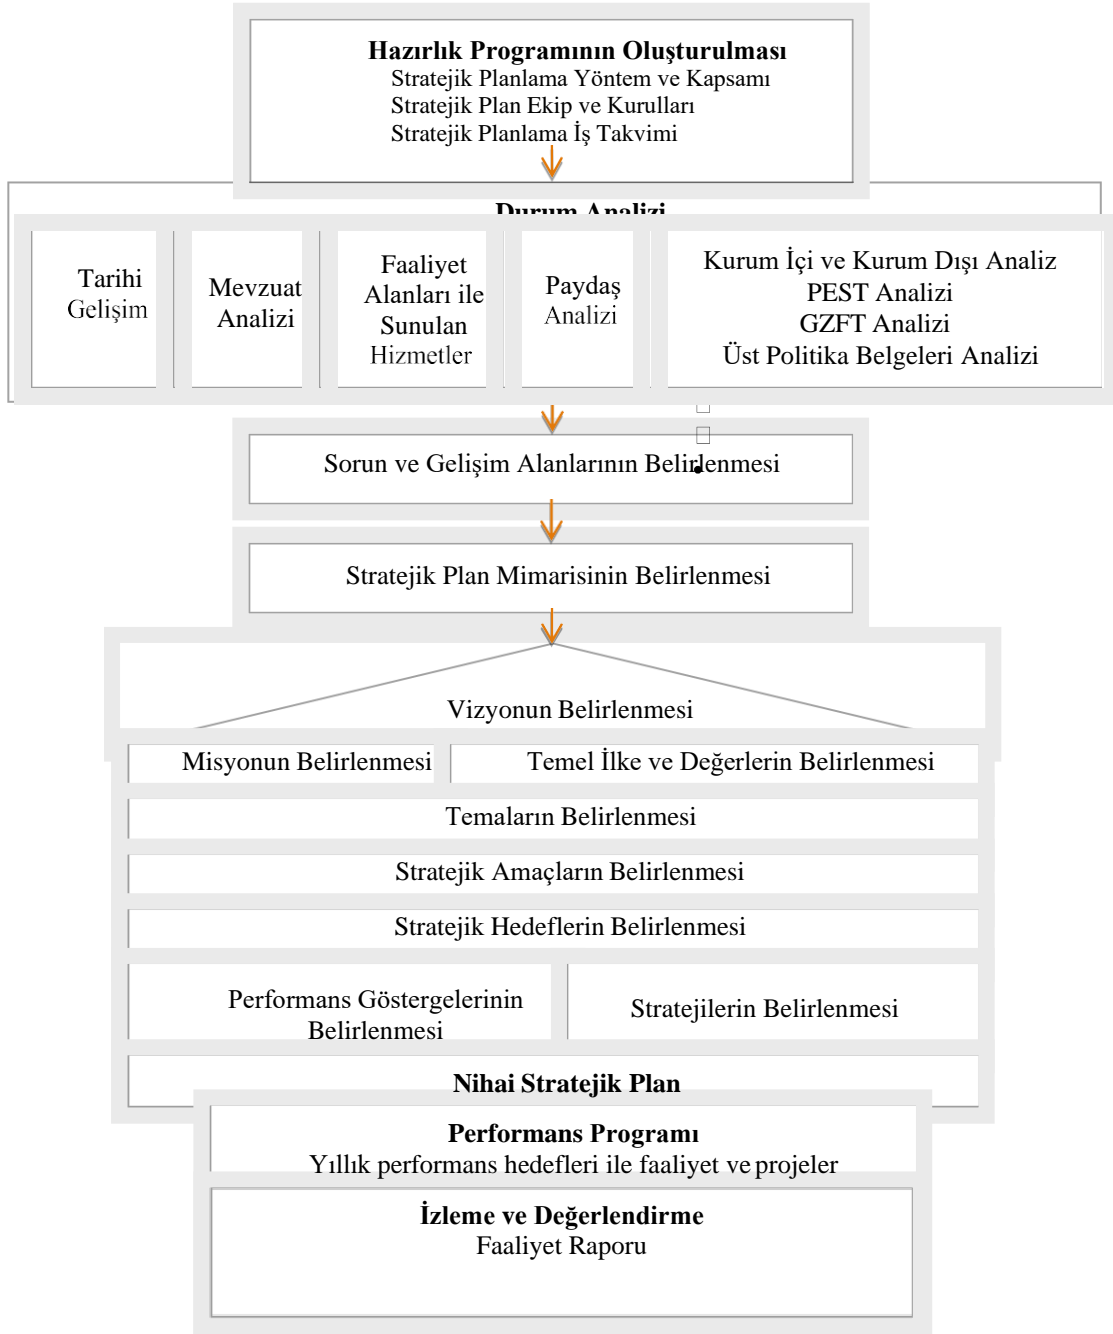 Hazırlık Programının Oluşturulması
Stratejik Planlama Yöntem ve Kapsamı
Stratejik Plan Ekip ve Kurulları
Stratejik Planlama İş Takvimi
Durum Analizi
Tarihi
Gelişim
Mevzuat
Analizi
Faaliyet
Alanları ile
Sunulan
Hizmetler
Paydaş
Analizi
Kurum İçi ve Kurum Dışı Analiz
PEST Analizi
GZFT Analizi
Üst Politika Belgeleri Analizi
Sorun ve Gelişim Alanlarının Belirlenmesi
Stratejik Plan Mimarisinin Belirlenmesi
Vizyonun Belirlenmesi
Misyonun Belirlenmesi
Temel İlke ve Değerlerin Belirlenmesi
Temaların Belirlenmesi
Stratejik Amaçların Belirlenmesi
Stratejik Hedeflerin Belirlenmesi
Performans Göstergelerinin
Belirlenmesi
Stratejilerin Belirlenmesi
Nihai Stratejik Plan
Performans Programı
Yıllık performans hedefleri ile faaliyet ve projeler
İzleme ve Değerlendirme
Faaliyet Raporu